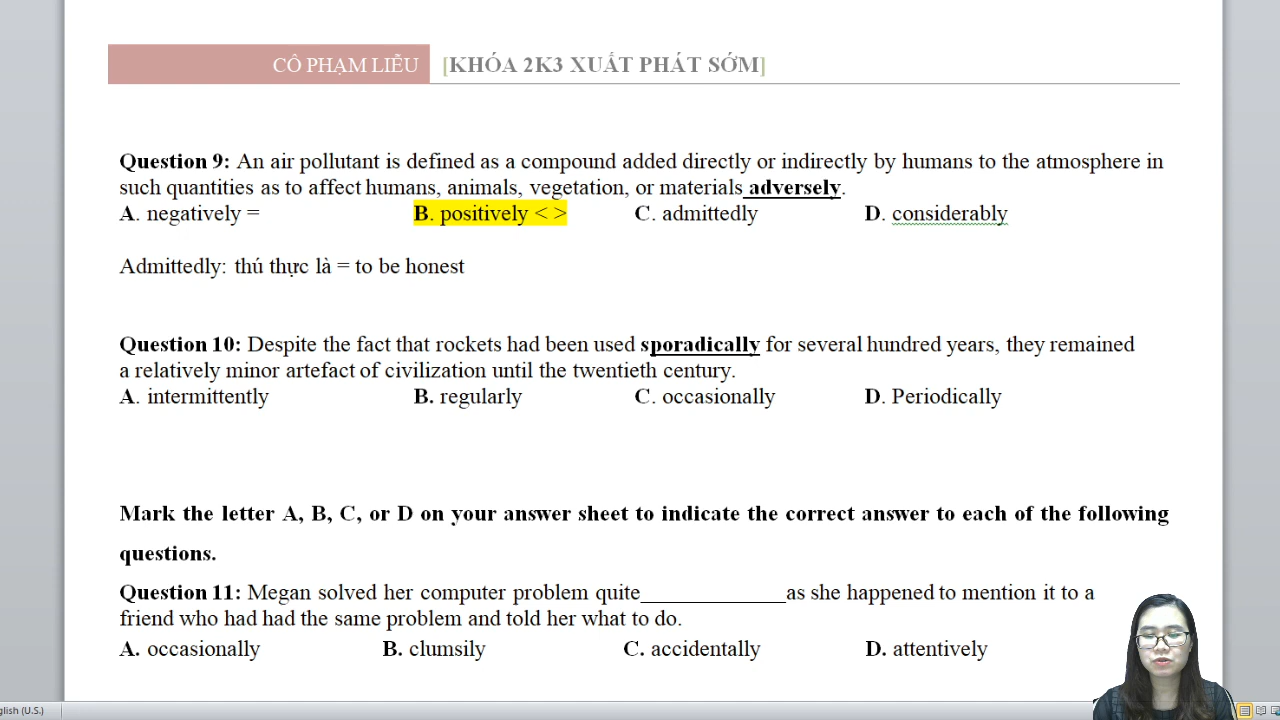 CÔ PHẠM LIỄU [KHÓA 2K3 XUẤT PHÁT SỚM]
Question 9: An air pollutant is defined as a compound added directly or indirectly by humans to the atmosphere in
such quantities as to affect humans, animals, vegetation, or materials adversely.
A. negatively = B. positively < > C. admittedly D. considerably
Admittedly: thú thực là = to be honest
Question 10: Despite the fact that rockets had been used sporadically for several hundred years, they remained
a relatively minor artefact of civilization until the twentieth century.
A. intermittently B. regularly C. occasionally D. Periodically
Mark the letter A, B, C, or D on your answer sheet to indicate the correct answer to each of the following
questions.
Question 11: Megan solved her computer problem quite_____________as she happened to mention it to a
friend who had had the same problem and told her what to do.
A. occasionally B. clumsily C. accidentally D. attentively
glish (U.S.)